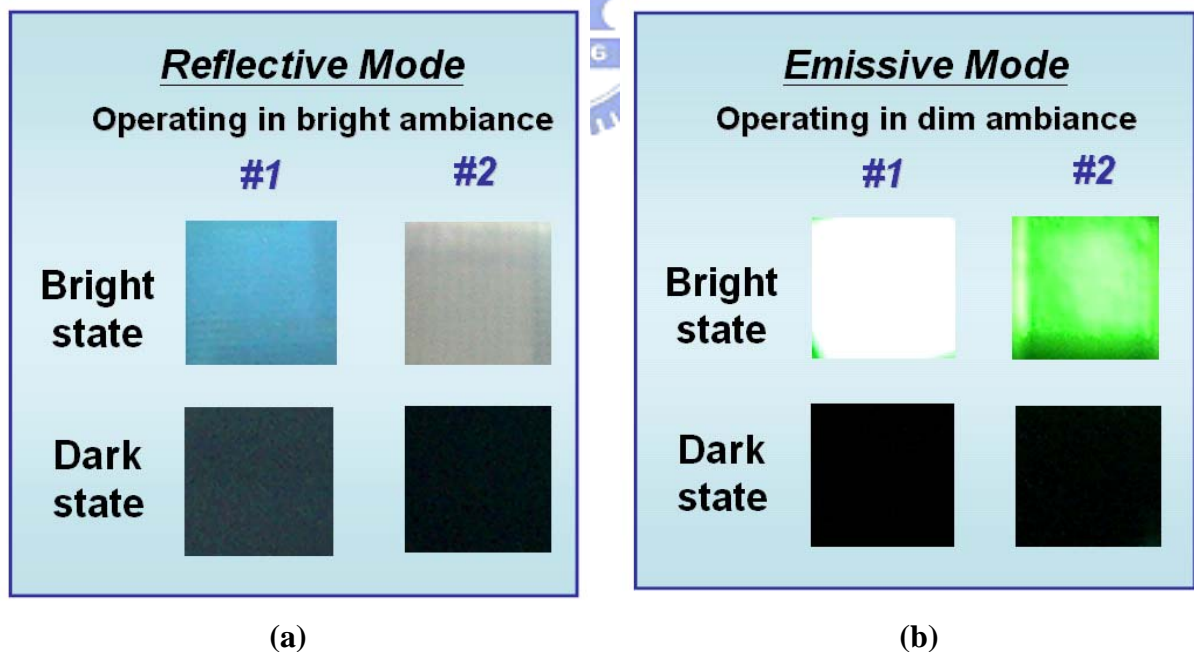 Reflective Mode
Operating in bright ambiance
#1 #2
Bright
state
Dark
state
(a)
6
Emissive Mode
Operating in dim ambiance
#1 #2
Bright
state
Dark
state
(b)